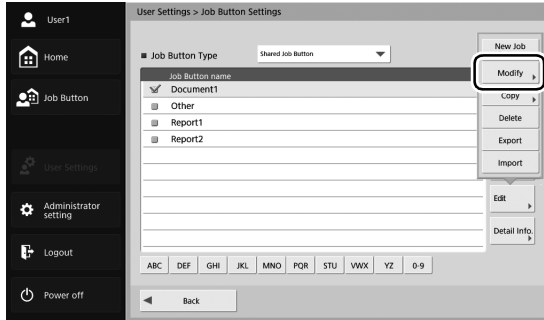 User1
Home
Job Button
User Settings
Administrator
setting
Logout
Power off
User Settings > Job Button Settings
Job Button Type
Shared Job Button
Job Button name
Document1
Other
Report1
Report2
New Job
Modify
Copy
Delete
Export
Import
Edit
Detail Info.
ABC DEF GHI JKL MNO PQR STU VWX YZ 0-9
Back